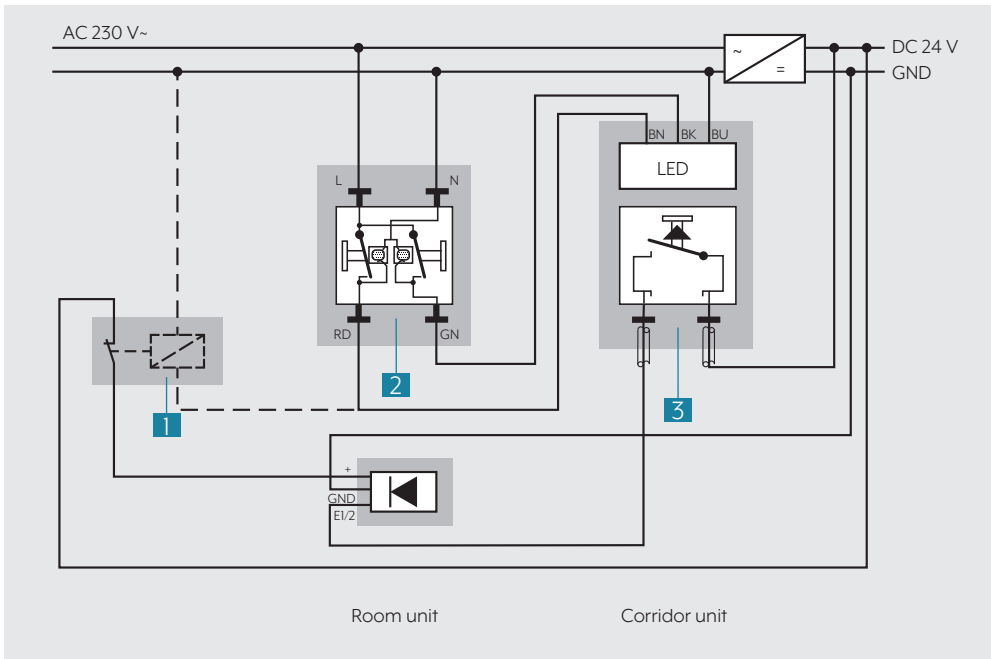 AC 230 V~
~
=
DC 24 V
GND
BN BK BU
LED
L N
RD GN
1
2
3
+
GND
E1/2
Room unit
Corridor unit